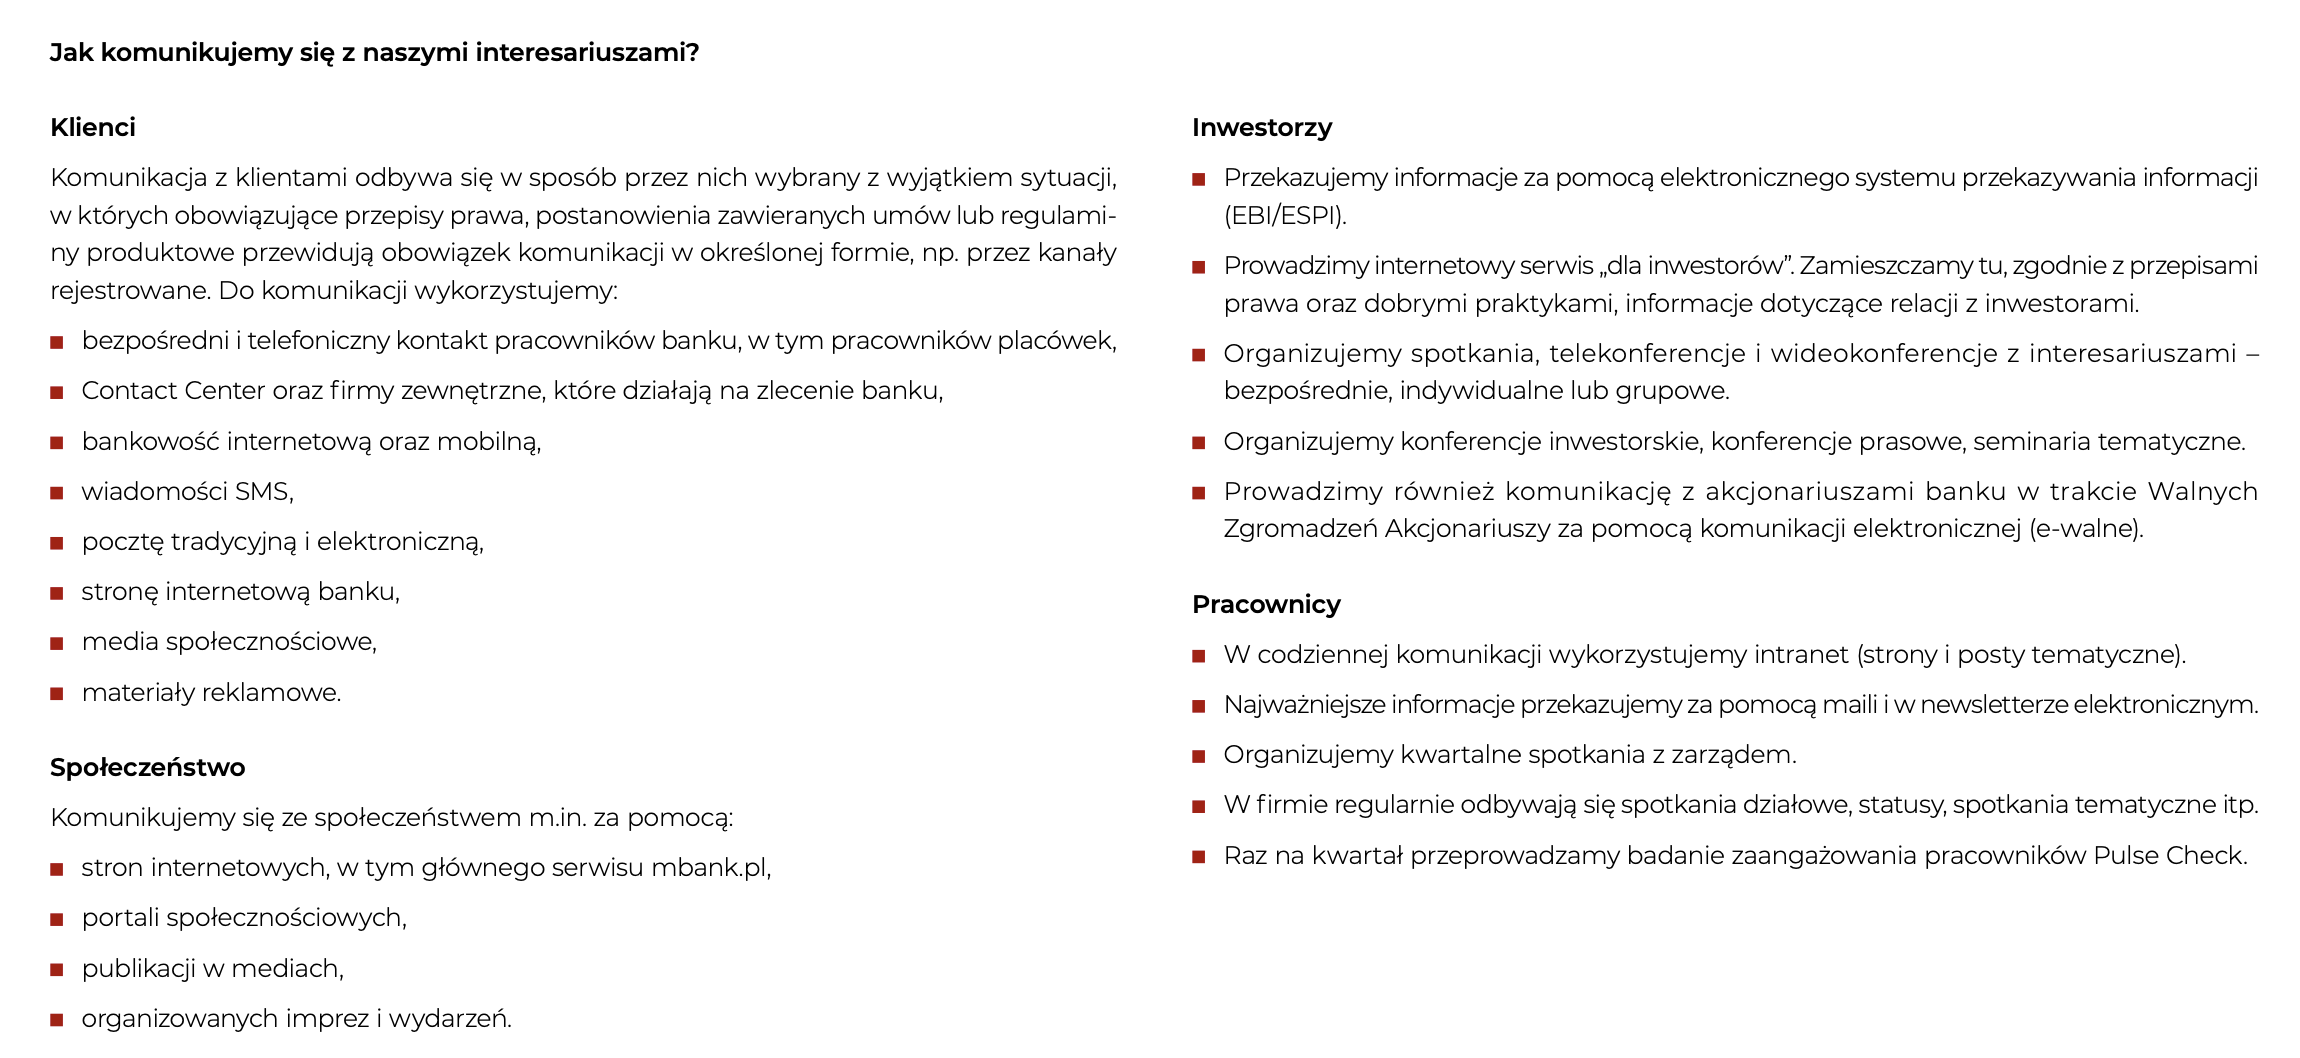 Jak komunikujemy się z naszymi interesariuszami?
Klienci
Komunikacja z klientami odbywa się w sposób przez nich wybrany z wyjątkiem sytuacji,
w których obowiązujące przepisy prawa, postanowienia zawieranych umów lub regulami-
ny produktowe przewidują obowiązek komunikacji w określonej formie, np. przez kanały
rejestrowane. Do komunikacji wykorzystujemy:
■ bezpośredni i telefoniczny kontakt pracowników banku, w tym pracowników placówek,
■ Contact Center oraz firmy zewnętrzne, które działają na zlecenie banku,
■ bankowość internetową oraz mobilną,
■ wiadomości SMS,
■ pocztę tradycyjną i elektroniczną,
■ stronę internetową banku,
■ media społecznościowe,
■ materiały reklamowe.
Społeczeństwo
Komunikujemy się ze społeczeństwem m.in. za pomocą:
■ stron internetowych, w tym głównego serwisu mbank.pl,
■ portali społecznościowych,
■ publikacji w mediach,
■ organizowanych imprez i wydarzeń.
Inwestorzy
■ Przekazujemy informacje za pomocą elektronicznego systemu przekazywania informacji
(EBI/ESPI).
■ Prowadzimy internetowy serwis „dla inwestorów”. Zamieszczamy tu, zgodnie z przepisami
prawa oraz dobrymi praktykami, informacje dotyczące relacji z inwestorami.
■ Organizujemy spotkania, telekonferencje i wideokonferencje z interesariuszami –
bezpośrednie, indywidualne lub grupowe.
■ Organizujemy konferencje inwestorskie, konferencje prasowe, seminaria tematyczne.
■ Prowadzimy również komunikację z akcjonariuszami banku w trakcie Walnych
Zgromadzeń Akcjonariuszy za pomocą komunikacji elektronicznej (e-walne).
Pracownicy
■ W codziennej komunikacji wykorzystujemy intranet (strony i posty tematyczne).
■ Najważniejsze informacje przekazujemy za pomocą maili i w newsletterze elektronicznym.
■ Organizujemy kwartalne spotkania z zarządem.
■ W firmie regularnie odbywają się spotkania działowe, statusy, spotkania tematyczne itp.
■ Raz na kwartał przeprowadzamy badanie zaangażowania pracowników Pulse Check.